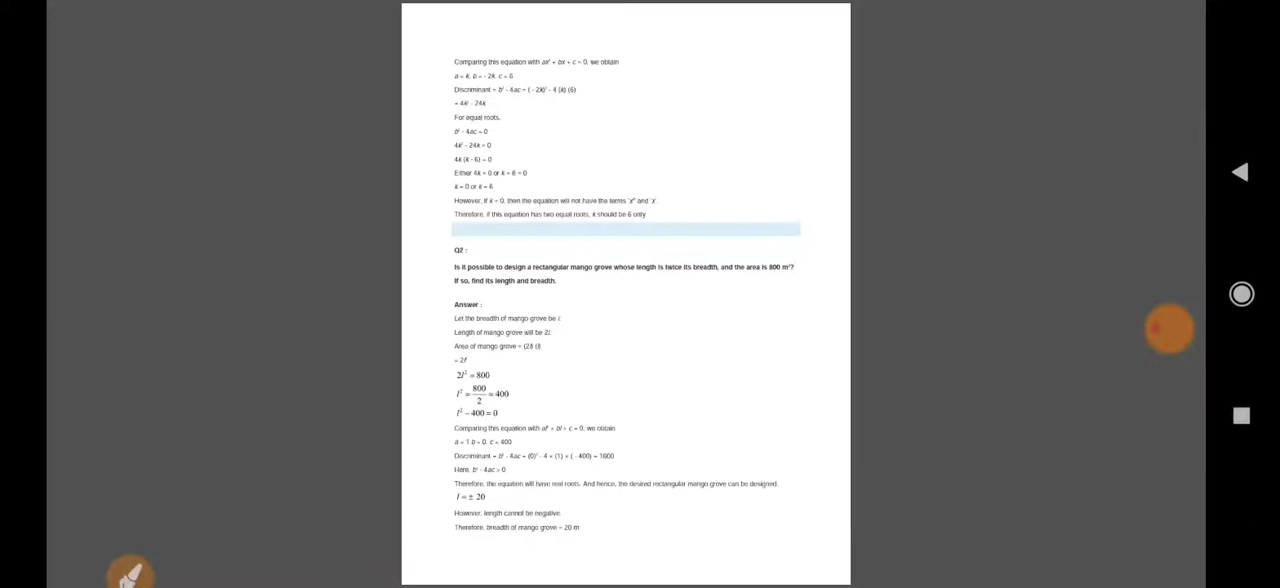 Comparing this equation with ax² + bx + c = 0, we obtain
a = k, b = - 2k, c = 6
Discriminant = b² - 4ac = ( - 2k)² - 4 (k) (6)
= 4k² - 24k
For equal roots,
b² - 4ac = 0
4k² - 24k = 0
4k (k - 6) = 0
Either 4k = 0 or k = 6 = 0
k = 0 or k = 6
However, if k = 0, then the equation will not have the terms 'x²' and 'x'.
Therefore, if this equation has two equal roots, k should be 6 only
Q2 :
Is it possible to design a rectangular mango grove whose length is twice its breadth, and the area is 800 m²?
If so, find its length and breadth.
Answer :
Let the breadth of mango grove be l.
Length of mango grove will be 2l.
Area of mango grove = (2l) (l)
= 2l²
2l² = 800
l² = 800/2 = 400
l² – 400 = 0
Comparing this equation with al² + bl + c = 0, we obtain
a = 1 b = 0, c = 400
Discriminant = b² - 4ac = (0)² - 4 × (1) × ( - 400) = 1600
Here, b² - 4ac > 0
Therefore, the equation will have real roots. And hence, the desired rectangular mango grove can be designed.
l = ± 20
However, length cannot be negative.
Therefore, breadth of mango grove = 20 m